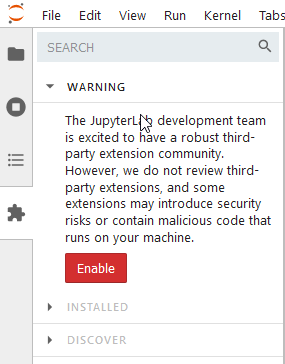 File Edit View Run Kernel Tabs
SEARCH
WARNING
The JupyterLab development team
is excited to have a robust third-
party extension community.
However, we do not review third-
party extensions, and some
extensions may introduce security
risks or contain malicious code that
runs on your machine.
Enable
INSTALLED
DISCOVER